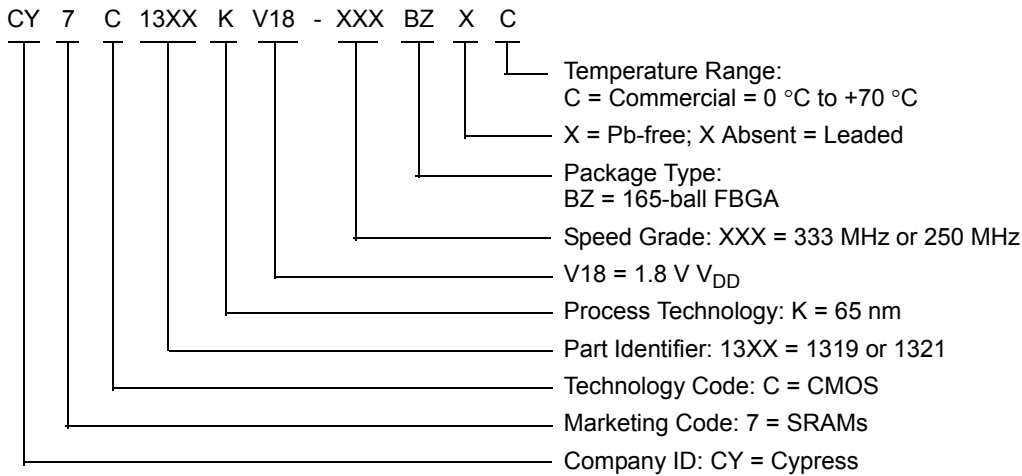 CY 7 C 13XX K V18 - XXX BZ X C
Temperature Range:
C = Commercial = 0 °C to +70 °C
X = Pb-free; X Absent = Leaded
Package Type:
BZ = 165-ball FBGA
Speed Grade: XXX = 333 MHz or 250 MHz
V18 = 1.8 V VDD
Process Technology: K = 65 nm
Part Identifier: 13XX = 1319 or 1321
Technology Code: C = CMOS
Marketing Code: 7 = SRAMs
Company ID: CY = Cypress